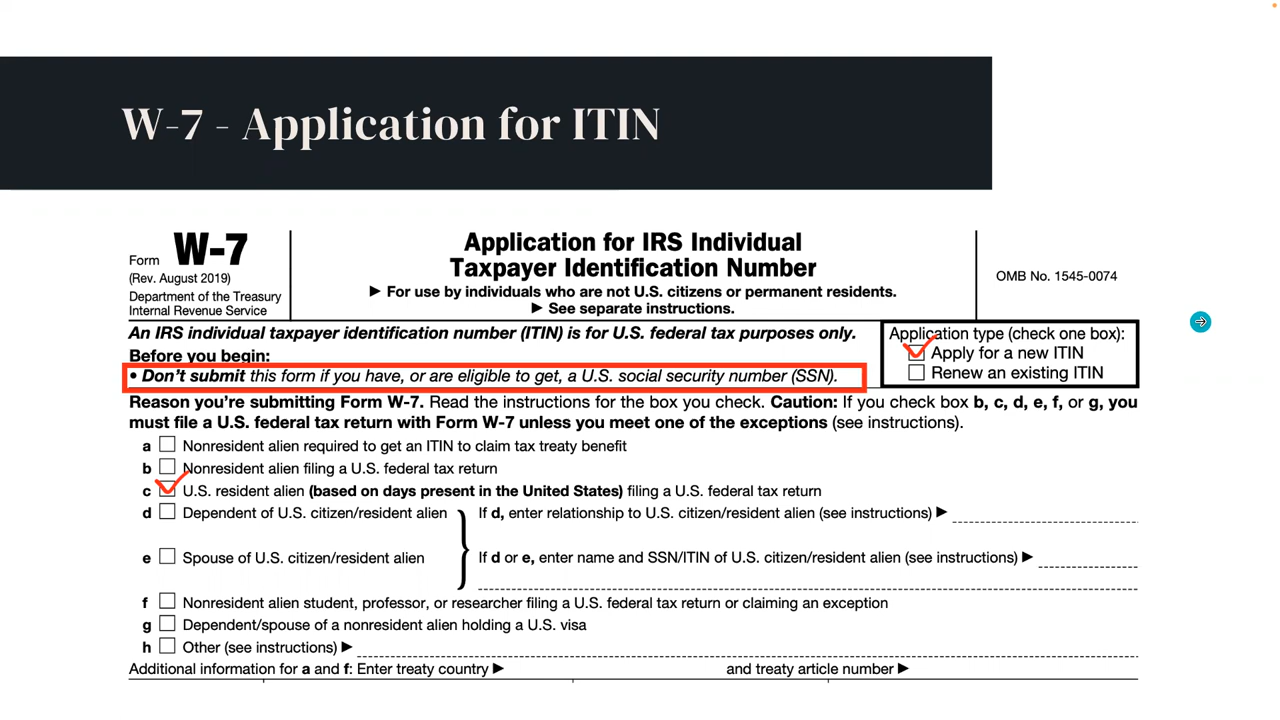 W-7 - Application for ITIN
Form W-7
(Rev. August 2019)
Department of the Treasury
Internal Revenue Service
Application for IRS Individual
Taxpayer Identification Number
▶ For use by individuals who are not U.S. citizens or permanent residents.
▶ See separate instructions.
OMB No. 1545-0074
An IRS individual taxpayer identification number (ITIN) is for U.S. federal tax purposes only.
Before you begin:
• Don't submit this form if you have, or are eligible to get, a U.S. social security number (SSN).
Application type (check one box):
Apply for a new ITIN
Renew an existing ITIN
Reason you're submitting Form W-7. Read the instructions for the box you check. Caution: If you check box b, c, d, e, f, or g, you
must file a U.S. federal tax return with Form W-7 unless you meet one of the exceptions (see instructions).
a Nonresident alien required to get an ITIN to claim tax treaty benefit
b Nonresident alien filing a U.S. federal tax return
c U.S. resident alien (based on days present in the United States) filing a U.S. federal tax return
d Dependent of U.S. citizen/resident alien } If d, enter relationship to U.S. citizen/resident alien (see instructions) ▶
e Spouse of U.S. citizen/resident alien If d or e, enter name and SSN/ITIN of U.S. citizen/resident alien (see instructions) ▶
f Nonresident alien student, professor, or researcher filing a U.S. federal tax return or claiming an exception
g Dependent/spouse of a nonresident alien holding a U.S. visa
h Other (see instructions) ▶
Additional information for a and f: Enter treaty country ▶ and treaty article number ▶